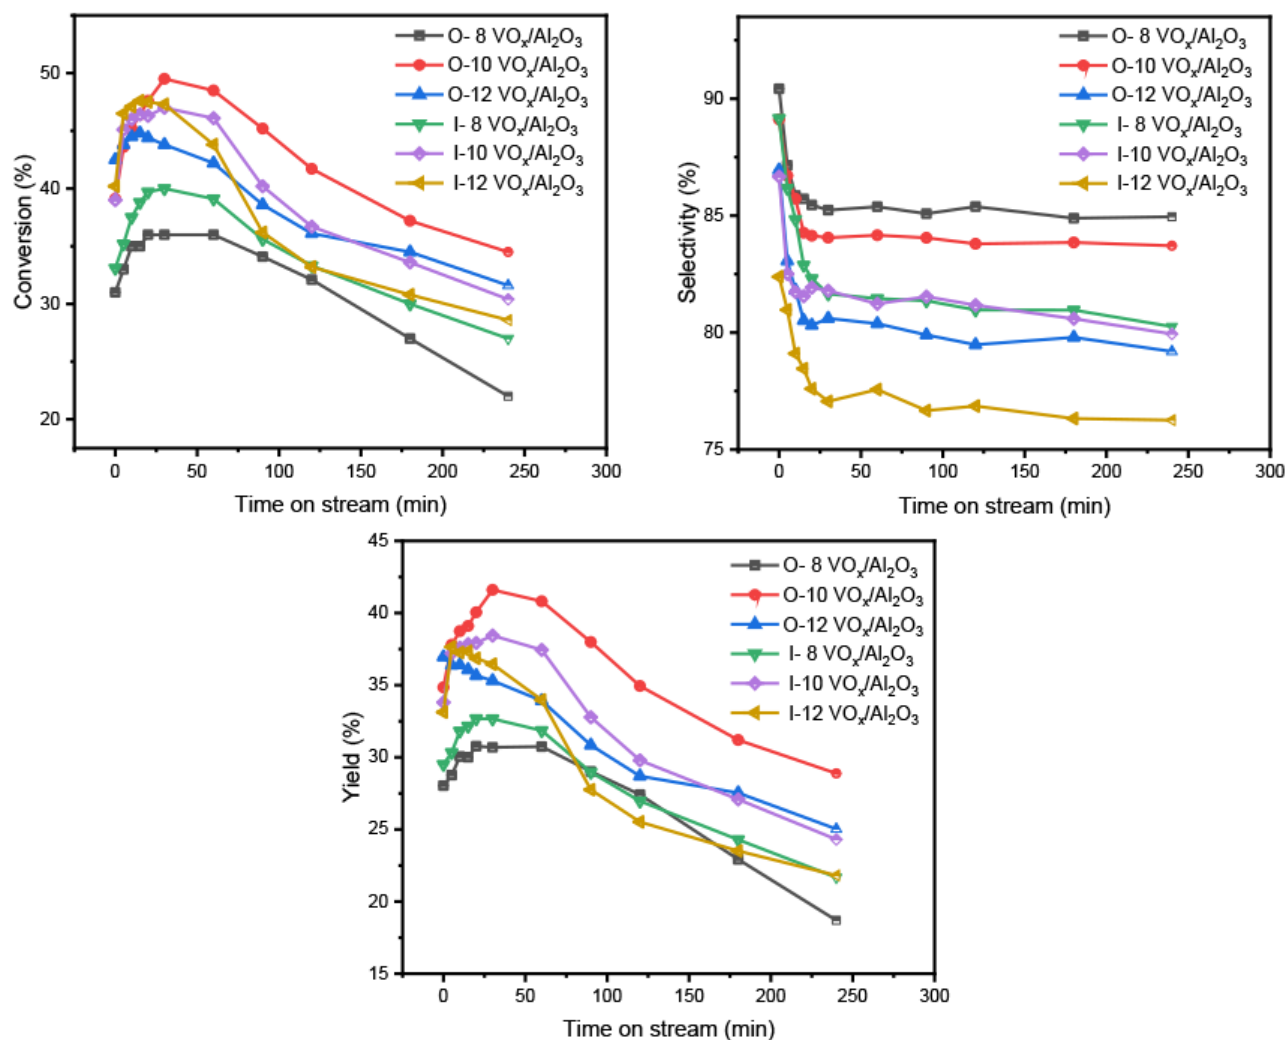 Conversion (%)
50
40
30
20
0 50 100 150 200 250 300
Time on stream (min)
O- 8 VOₓ/Al₂O₃
O-10 VOₓ/Al₂O₃
O-12 VOₓ/Al₂O₃
I- 8 VOₓ/Al₂O₃
I-10 VOₓ/Al₂O₃
I-12 VOₓ/Al₂O₃
Selectivity (%)
90
85
80
75
0 50 100 150 200 250 300
Time on stream (min)
O- 8 VOₓ/Al₂O₃
O-10 VOₓ/Al₂O₃
O-12 VOₓ/Al₂O₃
I- 8 VOₓ/Al₂O₃
I-10 VOₓ/Al₂O₃
I-12 VOₓ/Al₂O₃
Yield (%)
45
40
35
30
25
20
15
0 50 100 150 200 250 300
Time on stream (min)
O- 8 VOₓ/Al₂O₃
O-10 VOₓ/Al₂O₃
O-12 VOₓ/Al₂O₃
I- 8 VOₓ/Al₂O₃
I-10 VOₓ/Al₂O₃
I-12 VOₓ/Al₂O₃